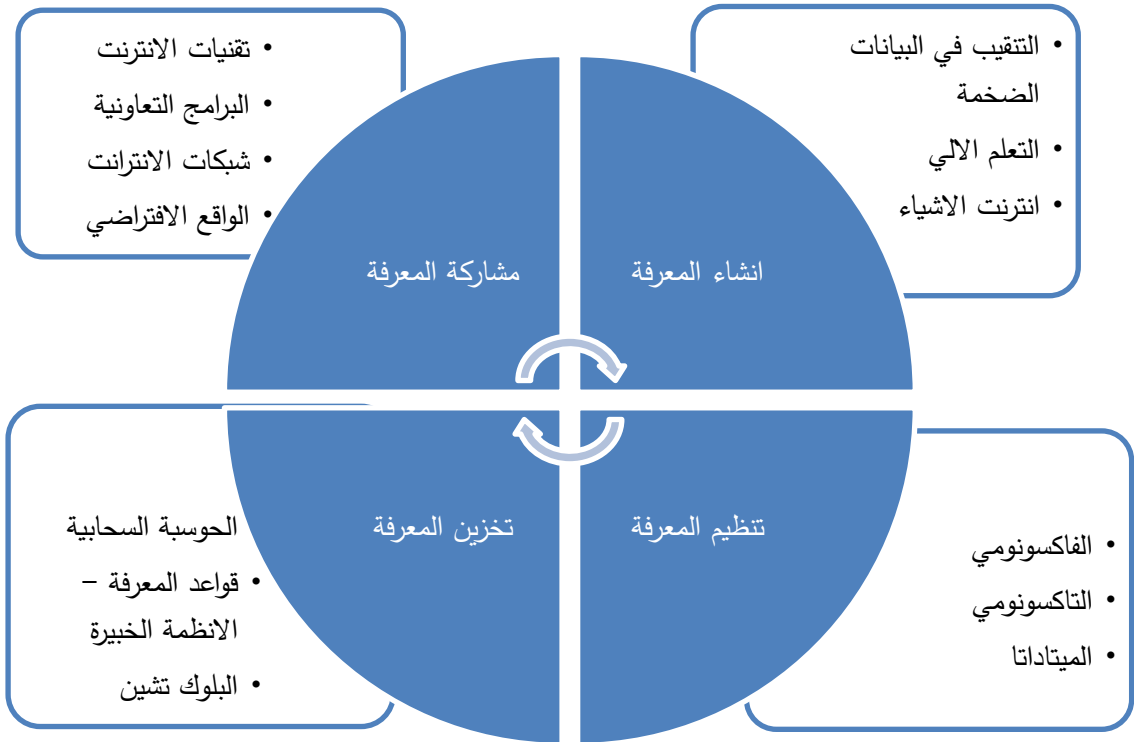 • التنقيب في البيانات
الضخمة
• التعلم الالي
• انترنت الاشياء
• تقنيات الانترنت
• البرامج التعاونية
• شبكات الانترانت
• الواقع الافتراضي
انشاء المعرفة
مشاركة المعرفة
تنظيم المعرفة
تخزين المعرفة
• الفاكسونومي
• التاكسونومي
• الميتاداتا
الحوسبة السحابية
• قواعد المعرفة –
الانظمة الخبيرة
• البلوك تشين